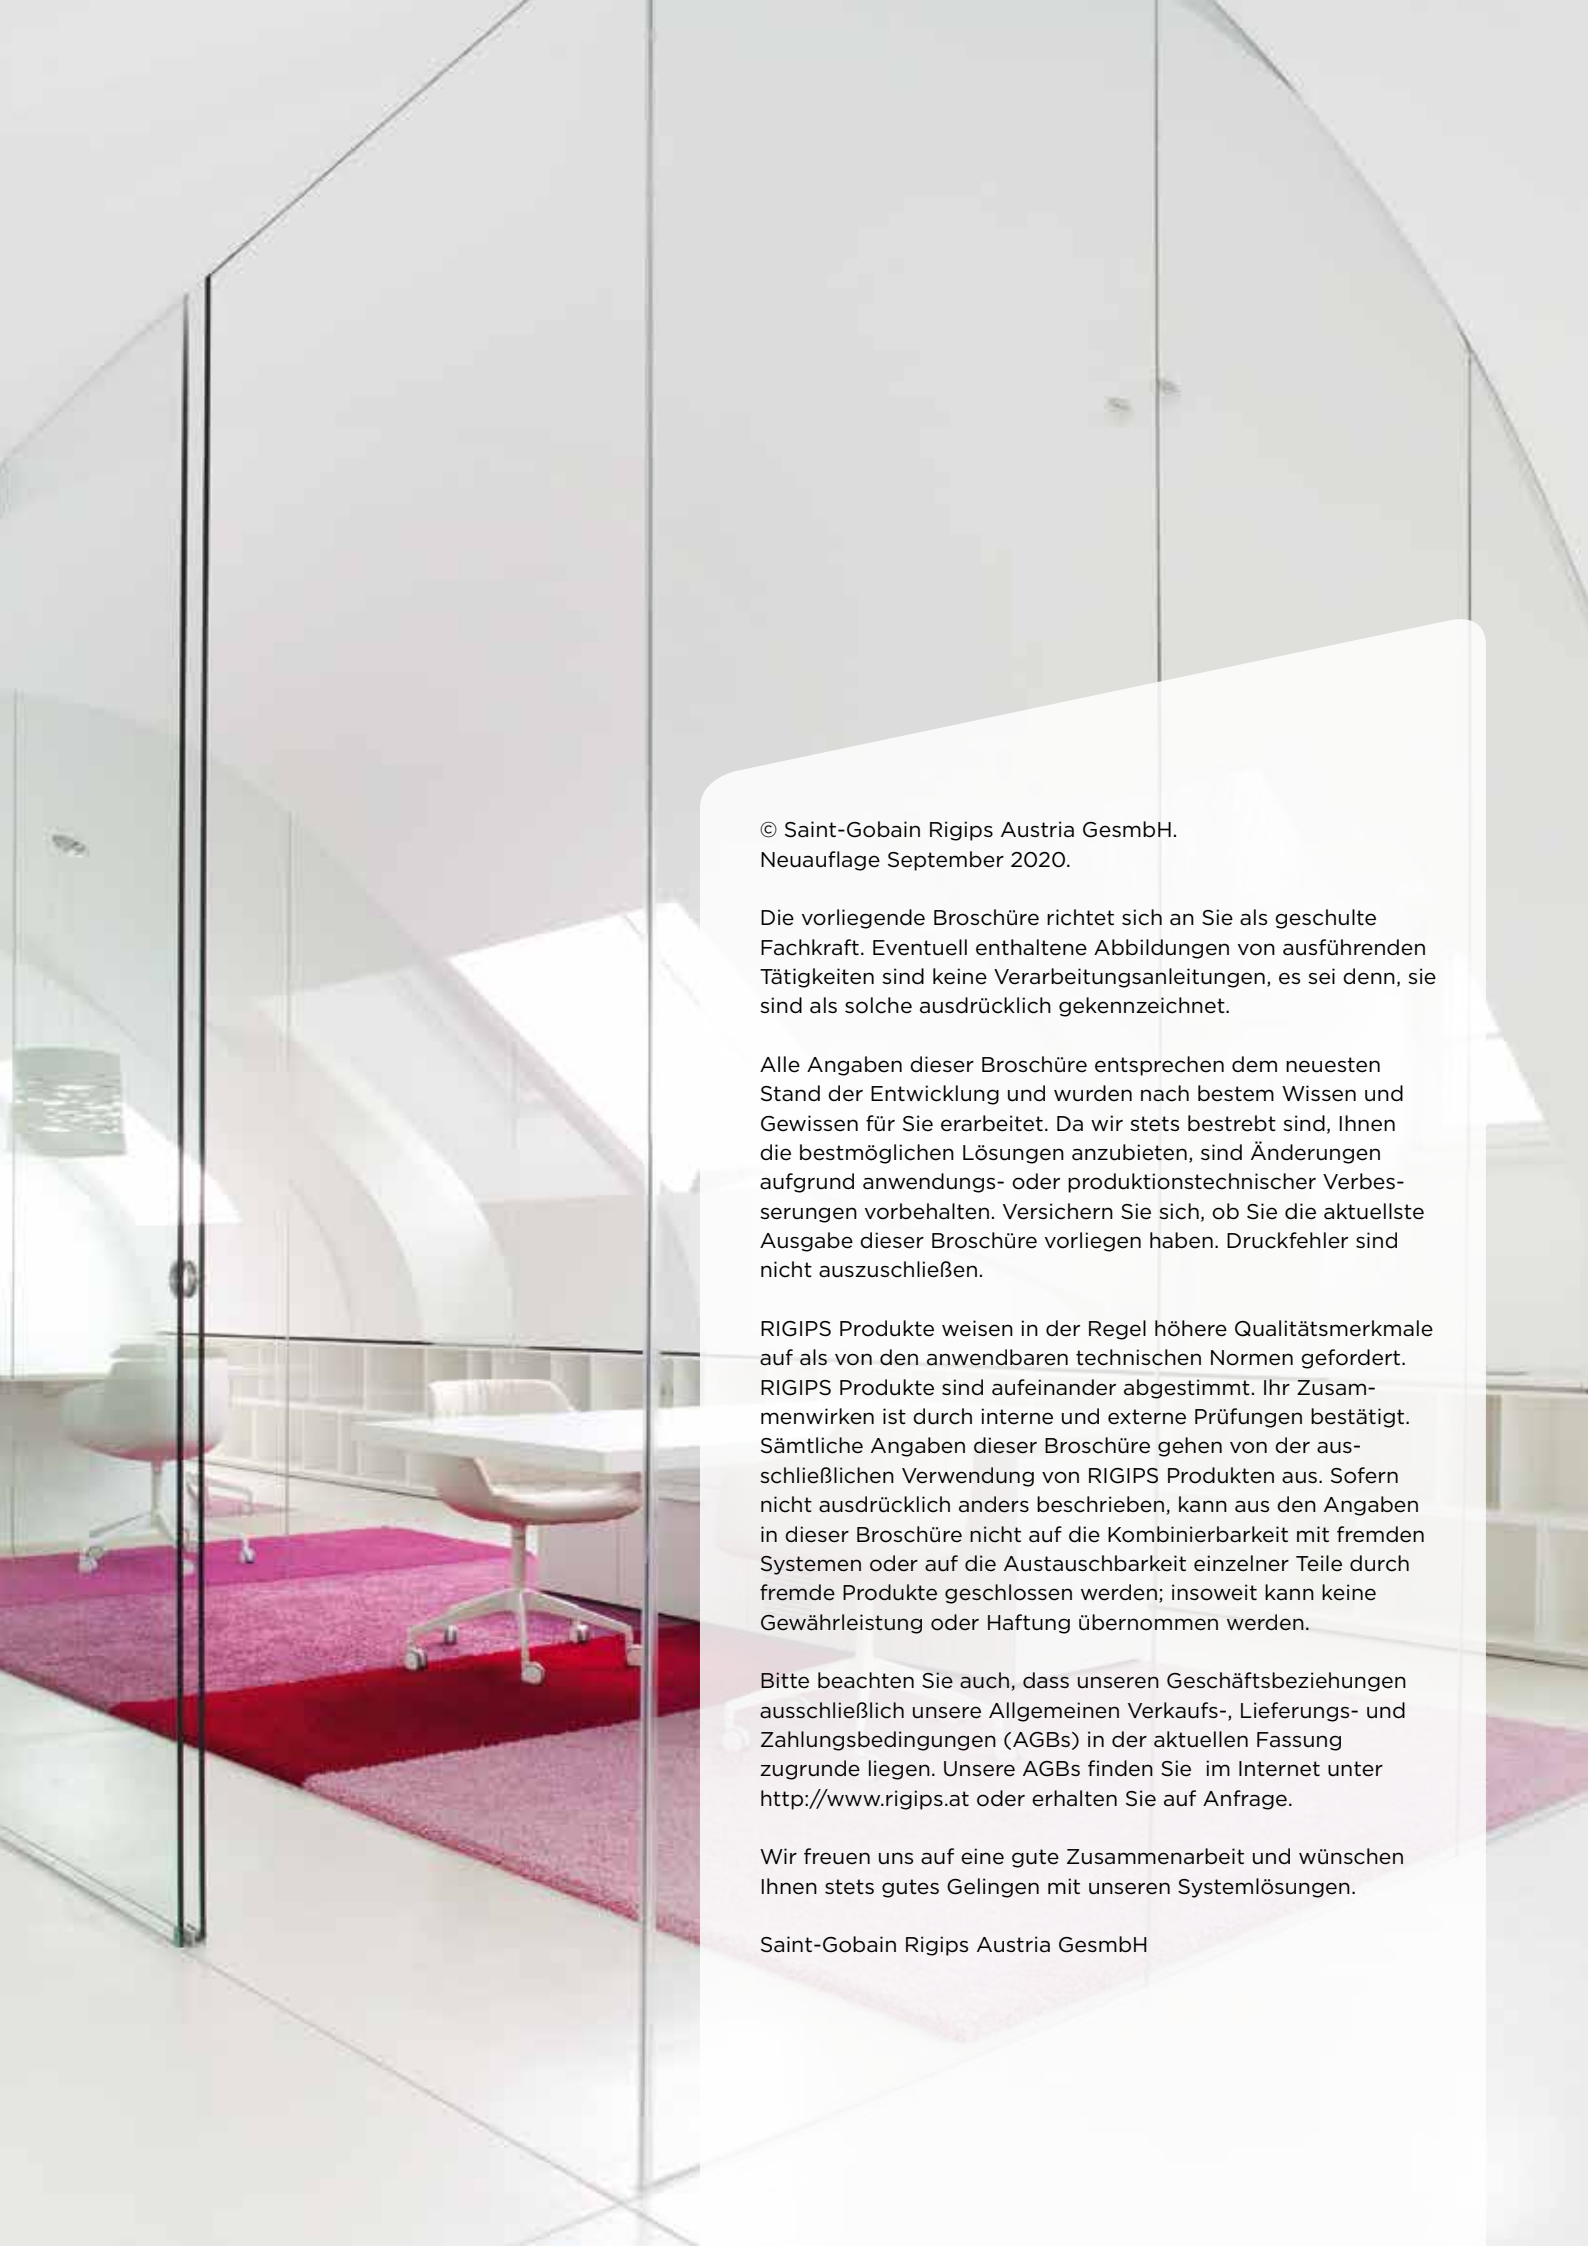 © Saint-Gobain Rigips Austria GesmbH.
Neuauflage September 2020.
Die vorliegende Broschüre richtet sich an Sie als geschulte
Fachkraft. Eventuell enthaltene Abbildungen von ausführenden
Tätigkeiten sind keine Verarbeitungsanleitungen, es sei denn, sie
sind als solche ausdrücklich gekennzeichnet.
Alle Angaben dieser Broschüre entsprechen dem neuesten
Stand der Entwicklung und wurden nach bestem Wissen und
Gewissen für Sie erarbeitet. Da wir stets bestrebt sind, Ihnen
die bestmöglichen Lösungen anzubieten, sind Änderungen
aufgrund anwendungs- oder produktionstechnischer Verbes-
serungen vorbehalten. Versichern Sie sich, ob Sie die aktuellste
Ausgabe dieser Broschüre vorliegen haben. Druckfehler sind
nicht auszuschließen.
RIGIPS Produkte weisen in der Regel höhere Qualitätsmerkmale
auf als von den anwendbaren technischen Normen gefordert.
RIGIPS Produkte sind aufeinander abgestimmt. Ihr Zusam-
menwirken ist durch interne und externe Prüfungen bestätigt.
Sämtliche Angaben dieser Broschüre gehen von der aus-
schließlichen Verwendung von RIGIPS Produkten aus. Sofern
nicht ausdrücklich anders beschrieben, kann aus den Angaben
in dieser Broschüre nicht auf die Kombinierbarkeit mit fremden
Systemen oder auf die Austauschbarkeit einzelner Teile durch
fremde Produkte geschlossen werden; insoweit kann keine
Gewährleistung oder Haftung übernommen werden.
Bitte beachten Sie auch, dass unseren Geschäftsbeziehungen
ausschließlich unsere Allgemeinen Verkaufs-, Lieferungs- und
Zahlungsbedingungen (AGBs) in der aktuellen Fassung
zugrunde liegen. Unsere AGBs finden Sie  im Internet unter
http://www.rigips.at oder erhalten Sie auf Anfrage.
Wir freuen uns auf eine gute Zusammenarbeit und wünschen
Ihnen stets gutes Gelingen mit unseren Systemlösungen.
Saint-Gobain Rigips Austria GesmbH